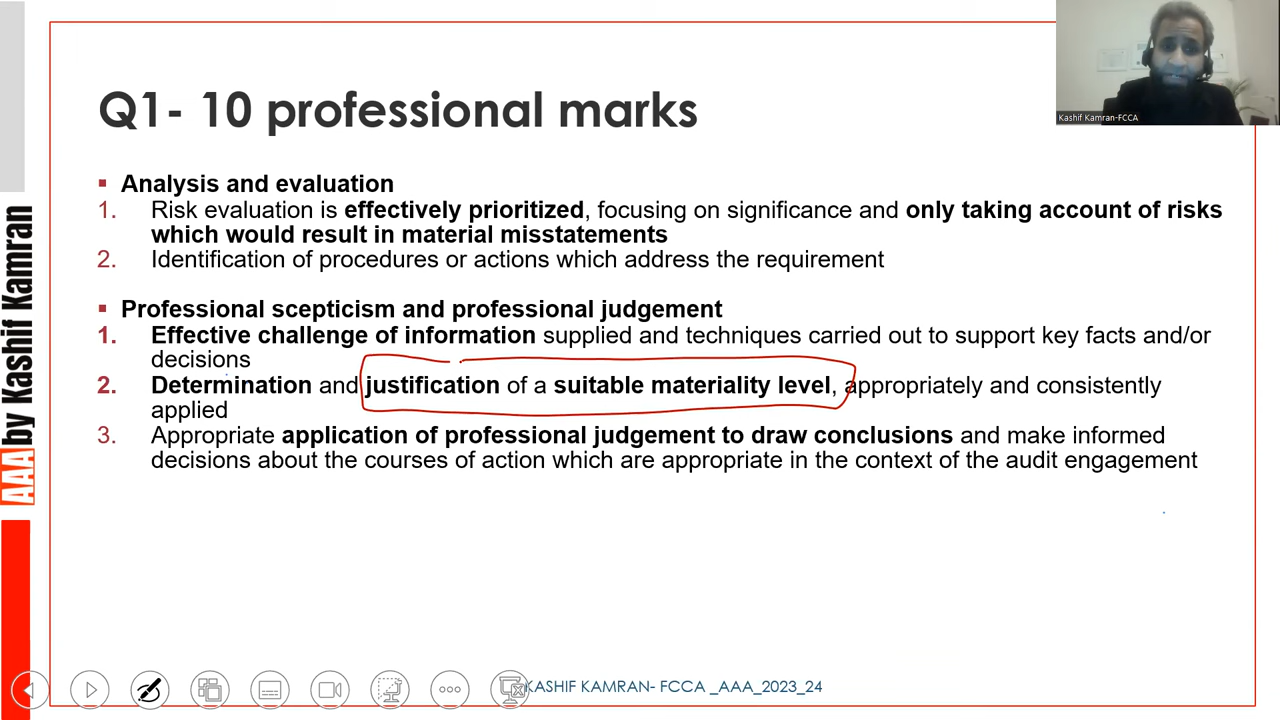 Kashif Kamran-FCCA
Q1- 10 professional marks
▪ Analysis and evaluation
1. Risk evaluation is effectively prioritized, focusing on significance and only taking account of risks
which would result in material misstatements
2. Identification of procedures or actions which address the requirement
▪ Professional scepticism and professional judgement
1. Effective challenge of information supplied and techniques carried out to support key facts and/or
decisions
2. Determination and justification of a suitable materiality level, appropriately and consistently
applied
3. Appropriate application of professional judgement to draw conclusions and make informed
decisions about the courses of action which are appropriate in the context of the audit engagement
AAA by Kashif Kamran
KASHIF KAMRAN- FCCA _AAA_2023_24